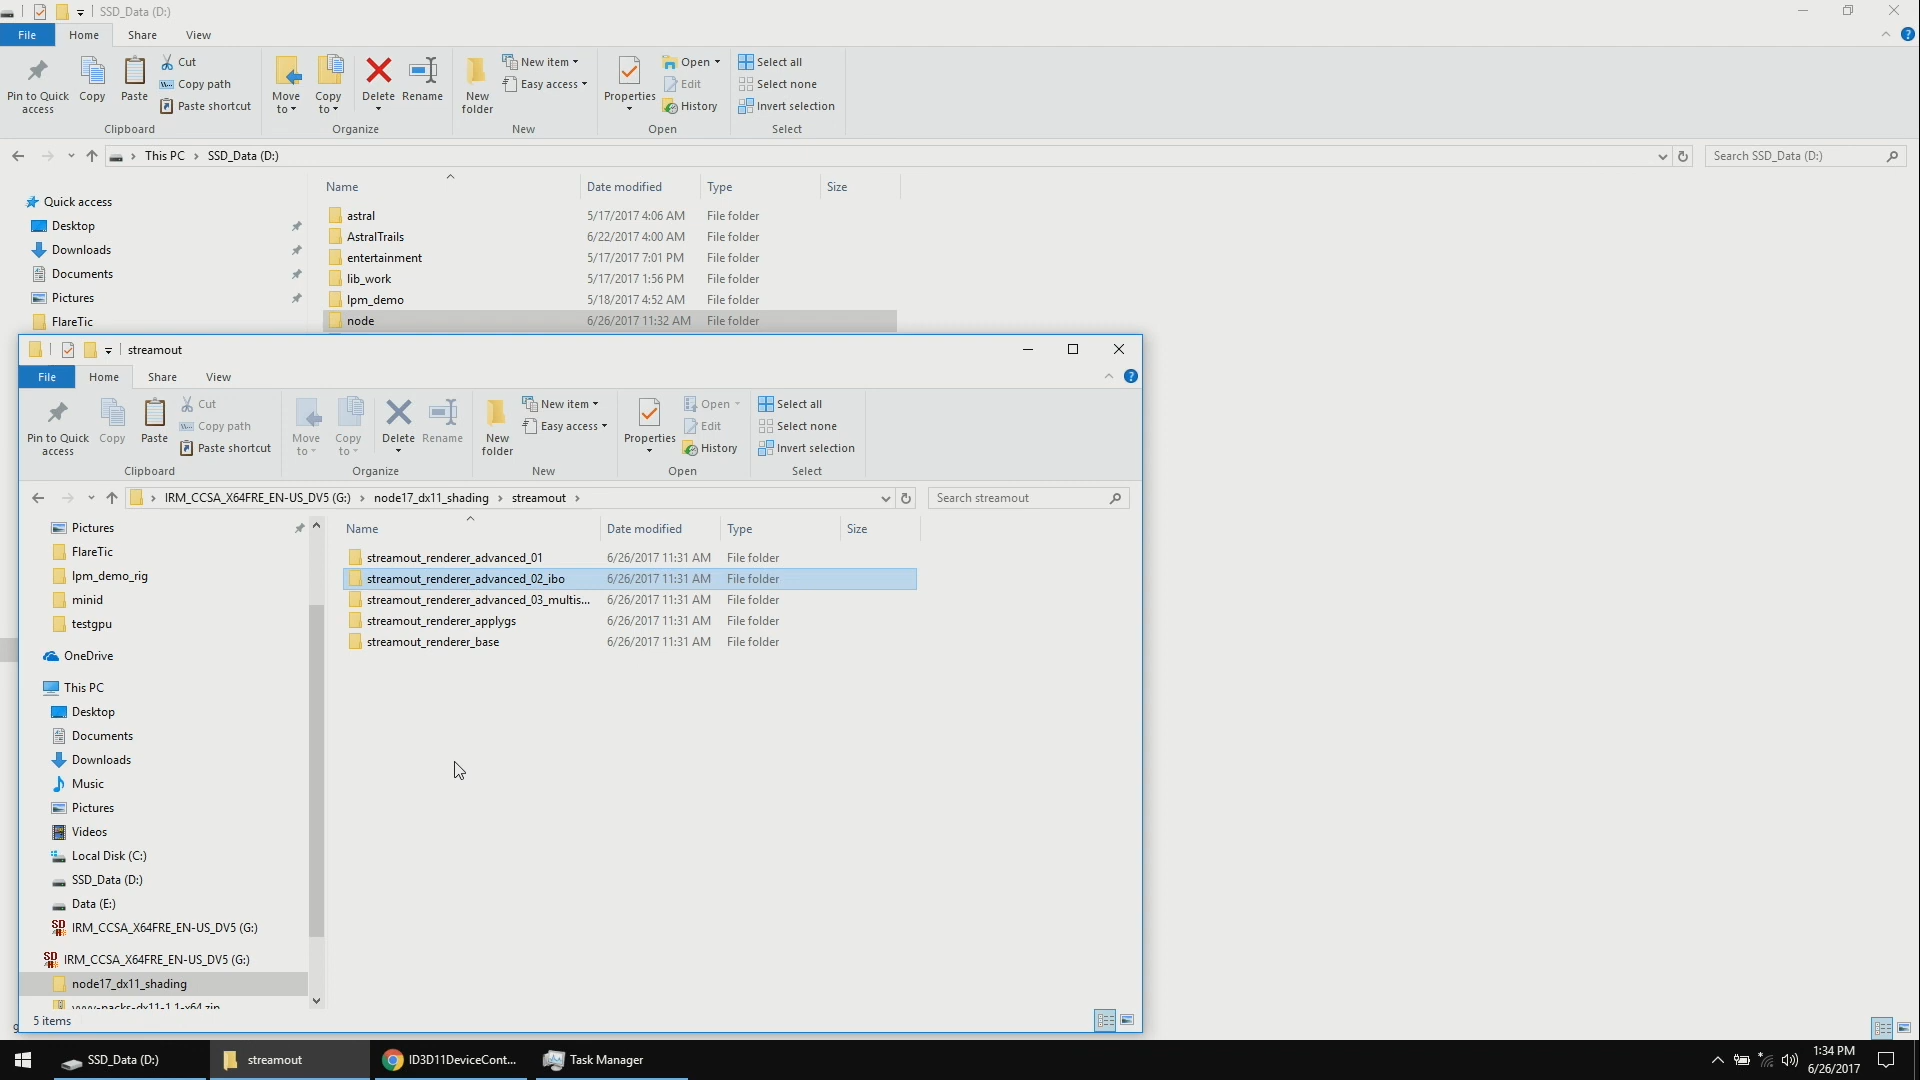 SSD_Data (D:)
File Home Share View
Pin to Quick access
Copy
Paste
Cut
Copy path
Paste shortcut
Move to
Copy to
Delete
Rename
New folder
New item
Easy access
Properties
Open
Edit
History
Select all
Select none
Invert selection
Clipboard Organize New Open Select
This PC SSD_Data (D:)
Search SSD_Data (D:)
Name Date modified Type Size
Quick access
Desktop
Downloads
Documents
Pictures
FlareTic
astral 5/17/2017 4:06 AM File folder
AstralTrails 6/22/2017 4:00 AM File folder
entertainment 5/17/2017 7:01 PM File folder
lib_work 5/17/2017 1:56 PM File folder
lpm_demo 5/18/2017 4:52 AM File folder
node 6/26/2017 11:32 AM File folder
streamout
File Home Share View
Pin to Quick access
Copy
Paste
Cut
Copy path
Paste shortcut
Move to
Copy to
Delete
Rename
New folder
New item
Easy access
Properties
Open
Edit
History
Select all
Select none
Invert selection
Clipboard Organize New Open Select
IRM_CCSA_X64FRE_EN-US_DV5 (G:) node17_dx11_shading streamout
Search streamout
Pictures
FlareTic
lpm_demo_rig
minid
testgpu
OneDrive
This PC
Desktop
Documents
Downloads
Music
Pictures
Videos
Local Disk (C:)
SSD_Data (D:)
Data (E:)
IRM_CCSA_X64FRE_EN-US_DV5 (G:)
IRM_CCSA_X64FRE_EN-US_DV5 (G:)
node17_dx11_shading
Name Date modified Type Size
streamout_renderer_advanced_01 6/26/2017 11:31 AM File folder
streamout_renderer_advanced_02_ibo 6/26/2017 11:31 AM File folder
streamout_renderer_advanced_03_multis... 6/26/2017 11:31 AM File folder
streamout_renderer_applygs 6/26/2017 11:31 AM File folder
streamout_renderer_base 6/26/2017 11:31 AM File folder
5 items
SSD_Data (D:)
streamout
ID3D11DeviceCont...
Task Manager
1:34 PM
6/26/2017